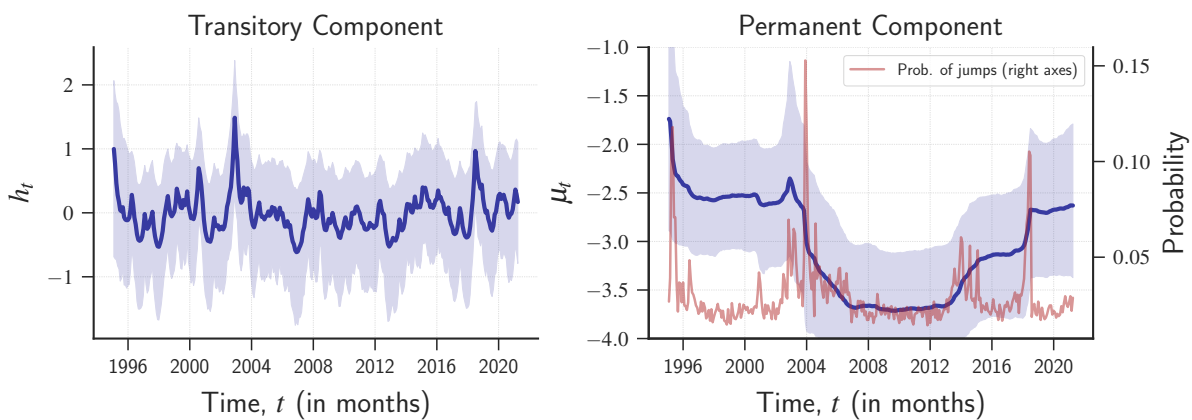 Transitory Component
2
1
0
−1
h_t
1996 2000 2004 2008 2012 2016 2020
Time, t (in months)
Permanent Component
−1.0
−1.5
−2.0
−2.5
−3.0
−3.5
−4.0
μ_t
Prob. of jumps (right axes)
0.15
0.10
0.05
Probability
1996 2000 2004 2008 2012 2016 2020
Time, t (in months)